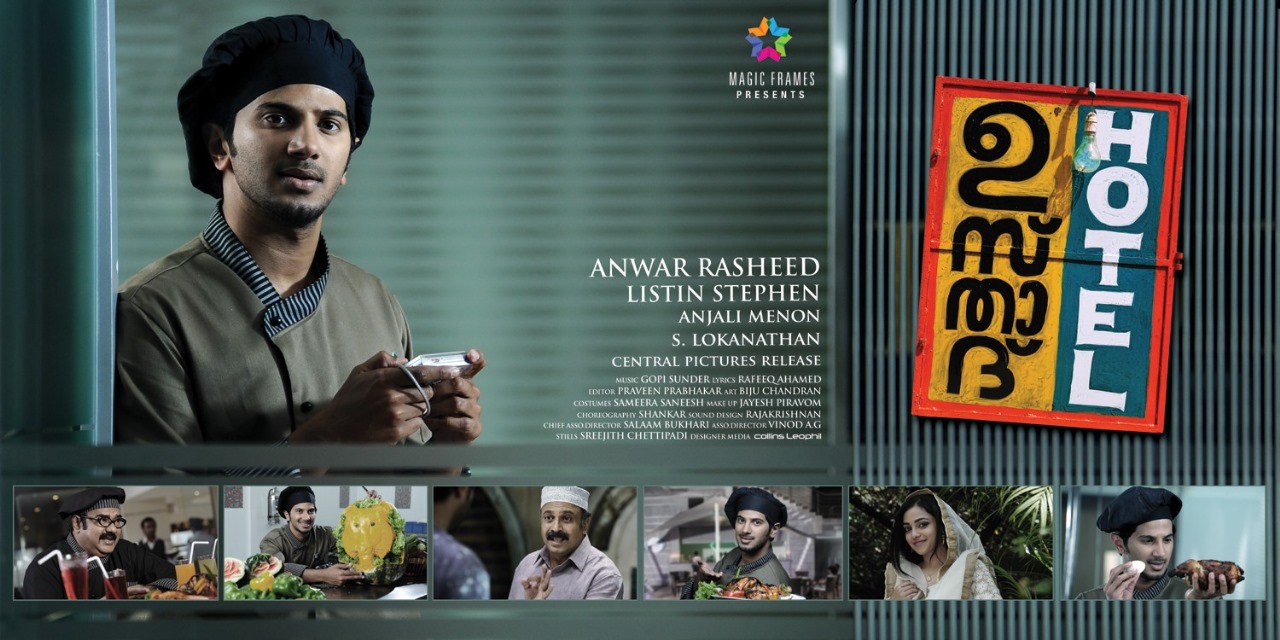 MAGIC FRAMES
PRESENTS
ANWAR RASHEED
LISTIN STEPHEN
ANJALI MENON
S. LOKANATHAN
CENTRAL PICTURES RELEASE
MUSIC GOPI SUNDER LYRICS RAFEEQ AHAMED
EDITOR PRAVEEN PRABHAKAR ART BIJU CHANDRAN
COSTUMES SAMEERA SANEESH MAKE UP JAYESH PIRAVOM
CHOREOGRAPHY SHANKAR SOUND DESIGN RAJAKRISHNAN
CHIEF ASSO.DIRECTOR SALAAM BUKHARI ASSO.DIRECTOR VINOD A.G
STILLS SREEJITH CHETTIPADI DESIGNER MEDIA collins Leophil
ഉസ്താദ്
HOTEL